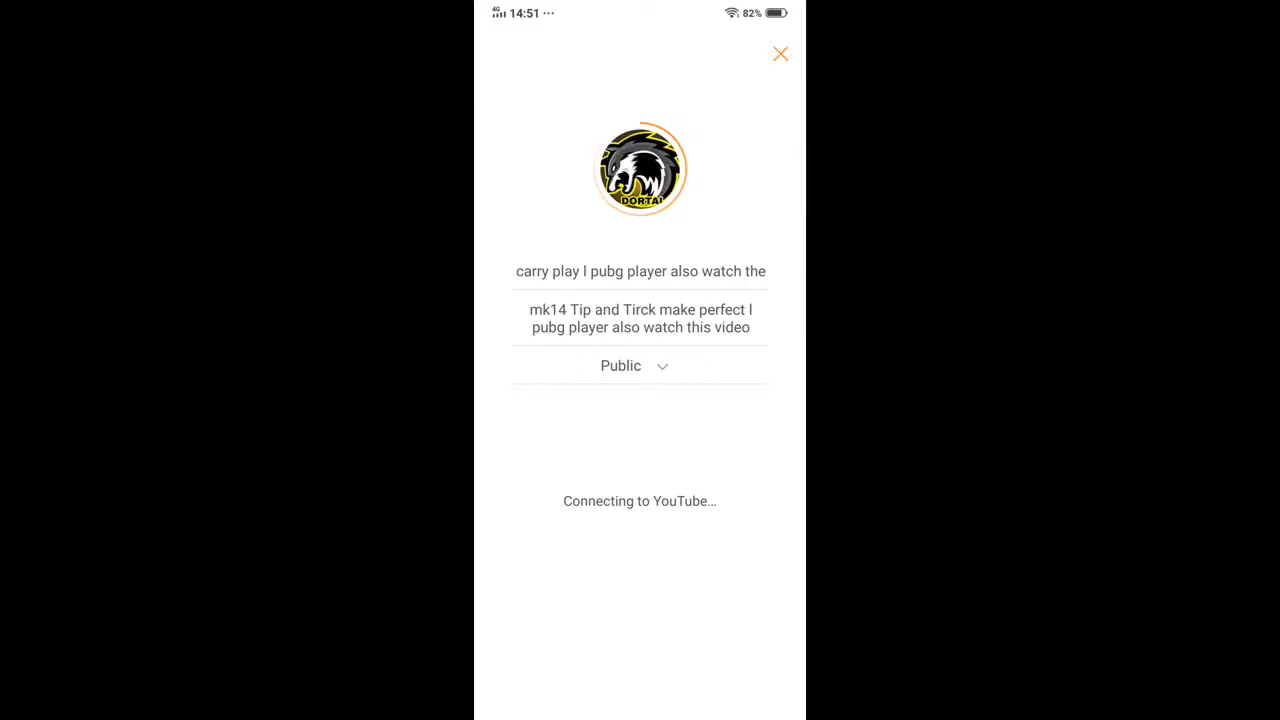 4G 14:51 ··· 82%
DORTAI
carry play l pubg player also watch the
mk14 Tip and Tirck make perfect l
pubg player also watch this video
Public
Connecting to YouTube…